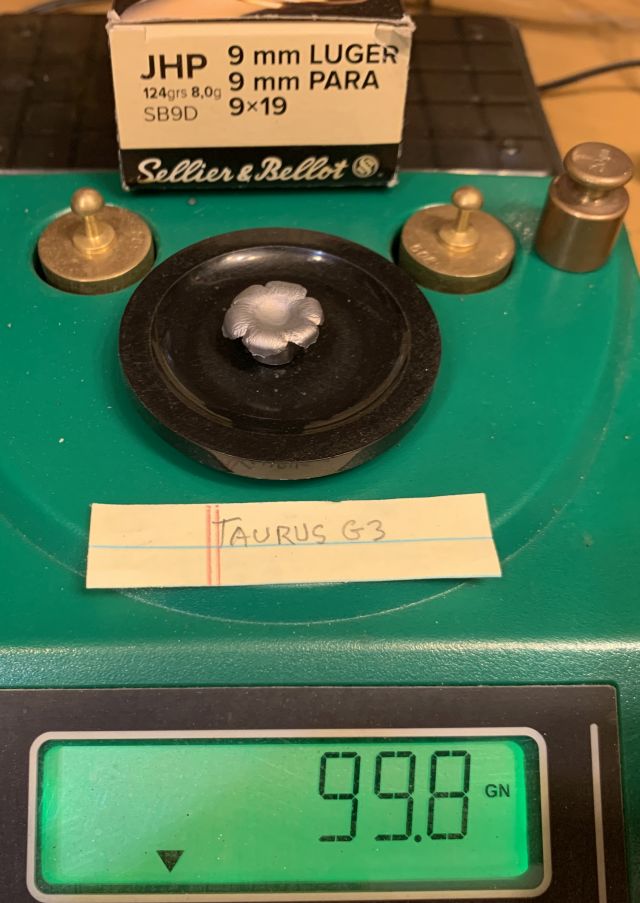 JHP
9 mm LUGER
124grs 8,0g
9 mm PARA
SB9D
9×19
Sellier & Bellot
TAURUS G3
99.8 GN